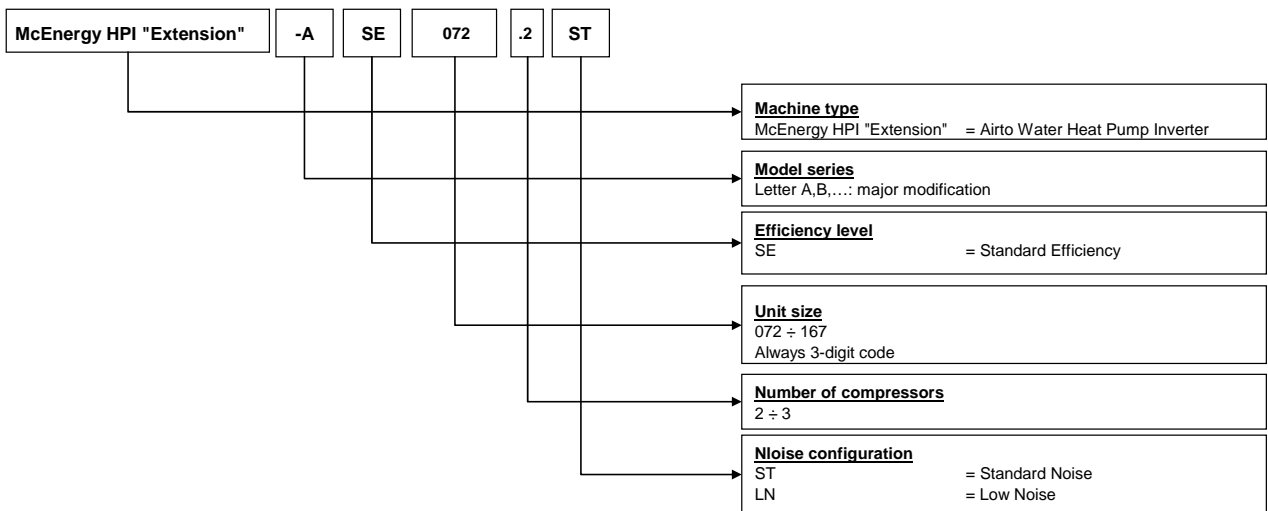 McEnergy HPI "Extension" -A SE 072 .2 ST
Machine type
McEnergy HPI "Extension" = Airto Water Heat Pump Inverter
Model series
Letter A,B,…: major modification
Efficiency level
SE = Standard Efficiency
Unit size
072 ÷ 167
Always 3-digit code
Number of compressors
2 ÷ 3
Nloise configuration
ST = Standard Noise
LN = Low Noise